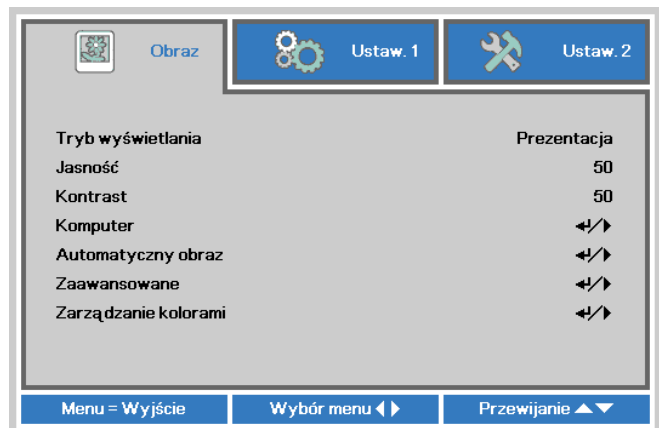 Obraz Ustaw. 1 Ustaw. 2
Tryb wyświetlania Prezentacja
Jasność 50
Kontrast 50
Komputer ↵/▶
Automatyczny obraz ↵/▶
Zaawansowane ↵/▶
Zarządzanie kolorami ↵/▶
Menu = Wyjście Wybór menu ◀▶ Przewijanie ▲▼